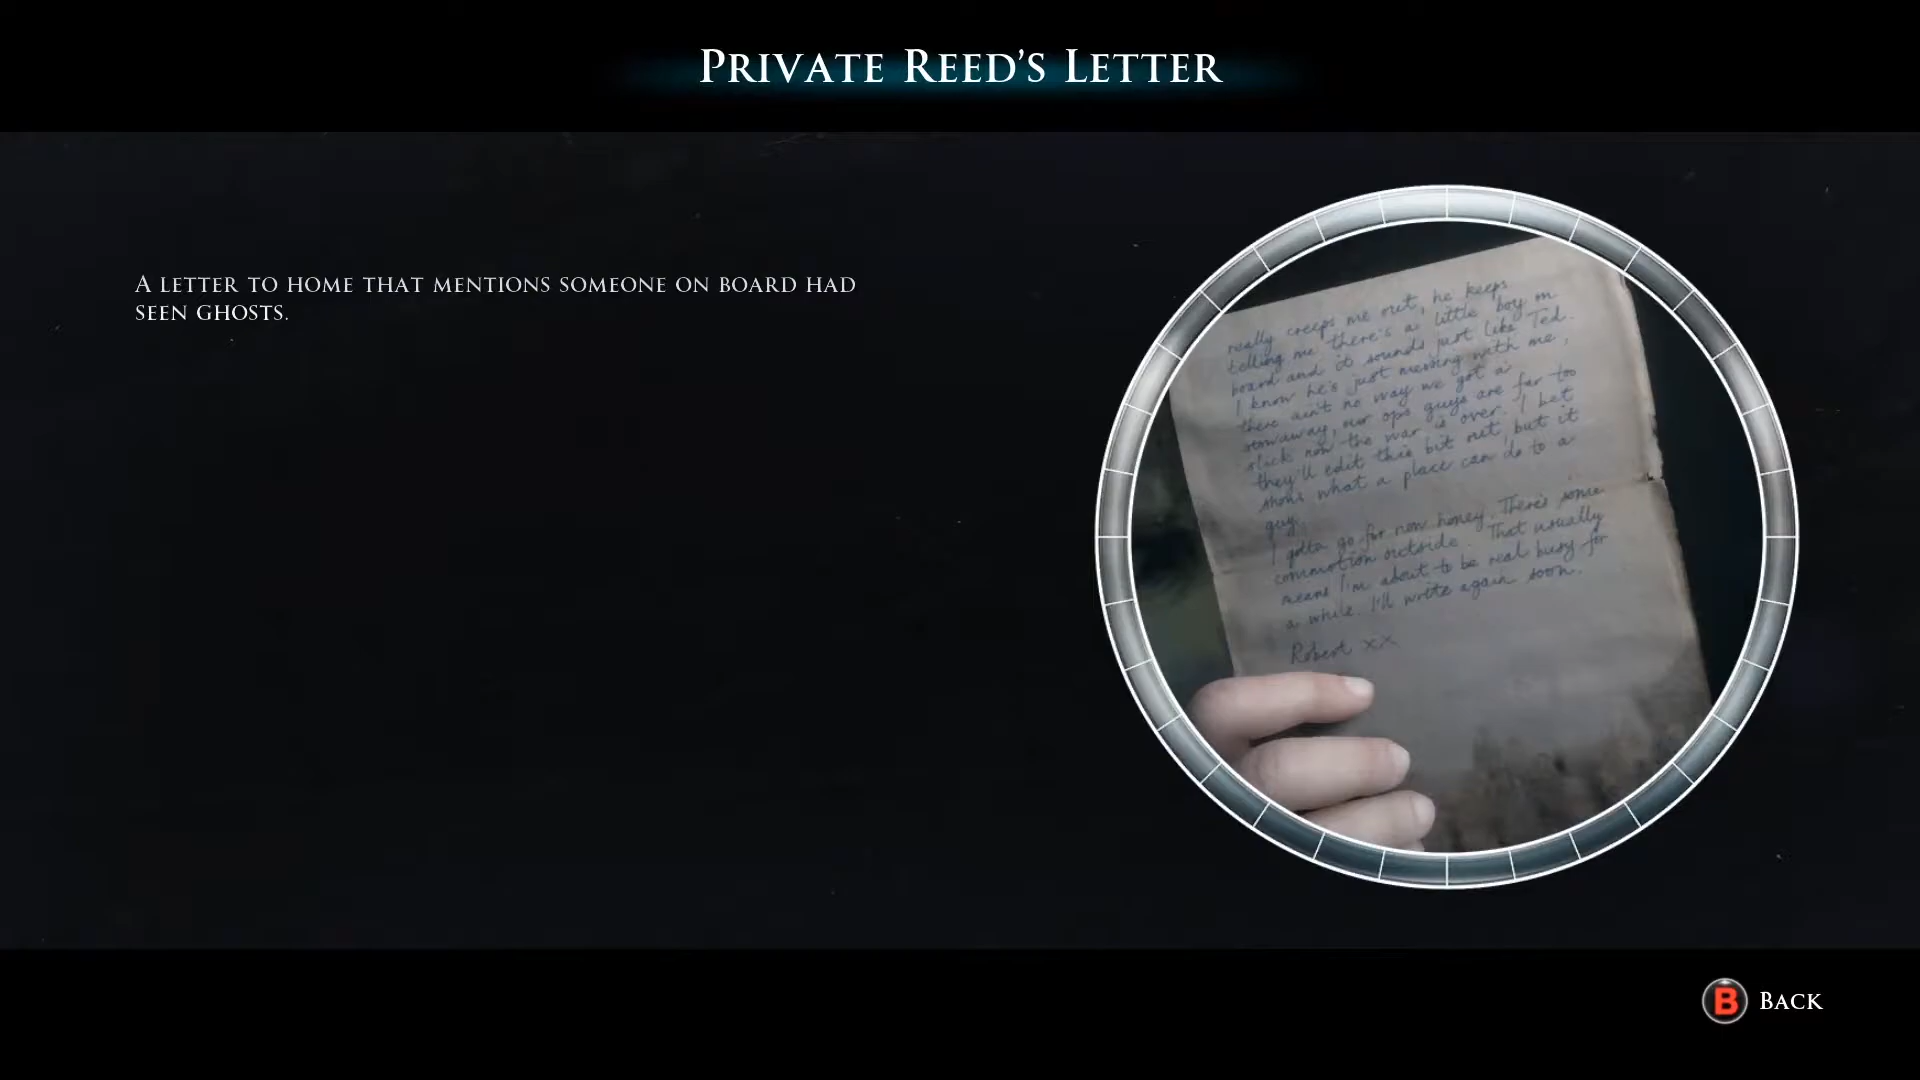 Private Reed's Letter
A letter to home that mentions someone on board had
seen ghosts.
really creeps me out, he keeps
telling me there's a little boy on
board and it sounds just like Ted.
I know he's just messing with me,
there ain't no way we got a
stowaway, our ops guys are far too
slick now the war is over. I bet
they'll edit this bit out, but it
shows what a place can do to a
guy.
I gotta go for now honey. There's some
commotion outside. That usually
means I'm about to be real busy for
a while. I'll write again soon.
Robert xx
B Back